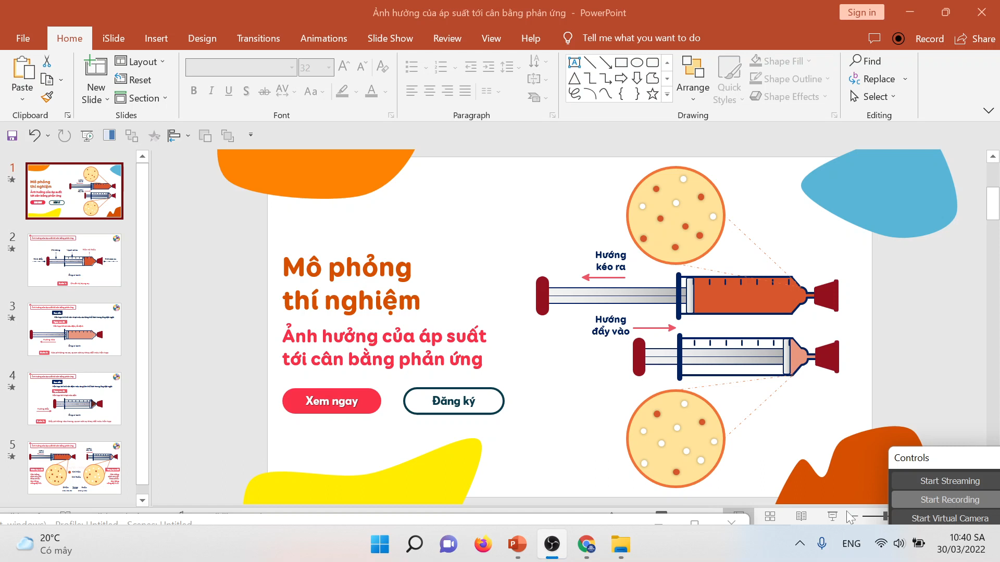 Ảnh hưởng của áp suất tới cân bằng phản ứng - PowerPoint
Sign in
File
Home
iSlide
Insert
Design
Transitions
Animations
Slide Show
Review
View
Help
Tell me what you want to do
Record
Share
Paste
New Slide
Layout
Reset
Section
32
Arrange
Quick Styles
Shape Fill
Shape Outline
Shape Effects
Find
Replace
Select
Clipboard
Slides
Font
Paragraph
Drawing
Editing
1
2
3
4
5
Mô phỏng
thí nghiệm
Ảnh hưởng của áp suất
tới cân bằng phản ứng
Xem ngay
Đăng ký
Hướng
kéo ra
Hướng
đẩy vào
Controls
Start Streaming
Start Recording
Start Virtual Camera
20°C
Có mây
ENG
10:40 SA
30/03/2022